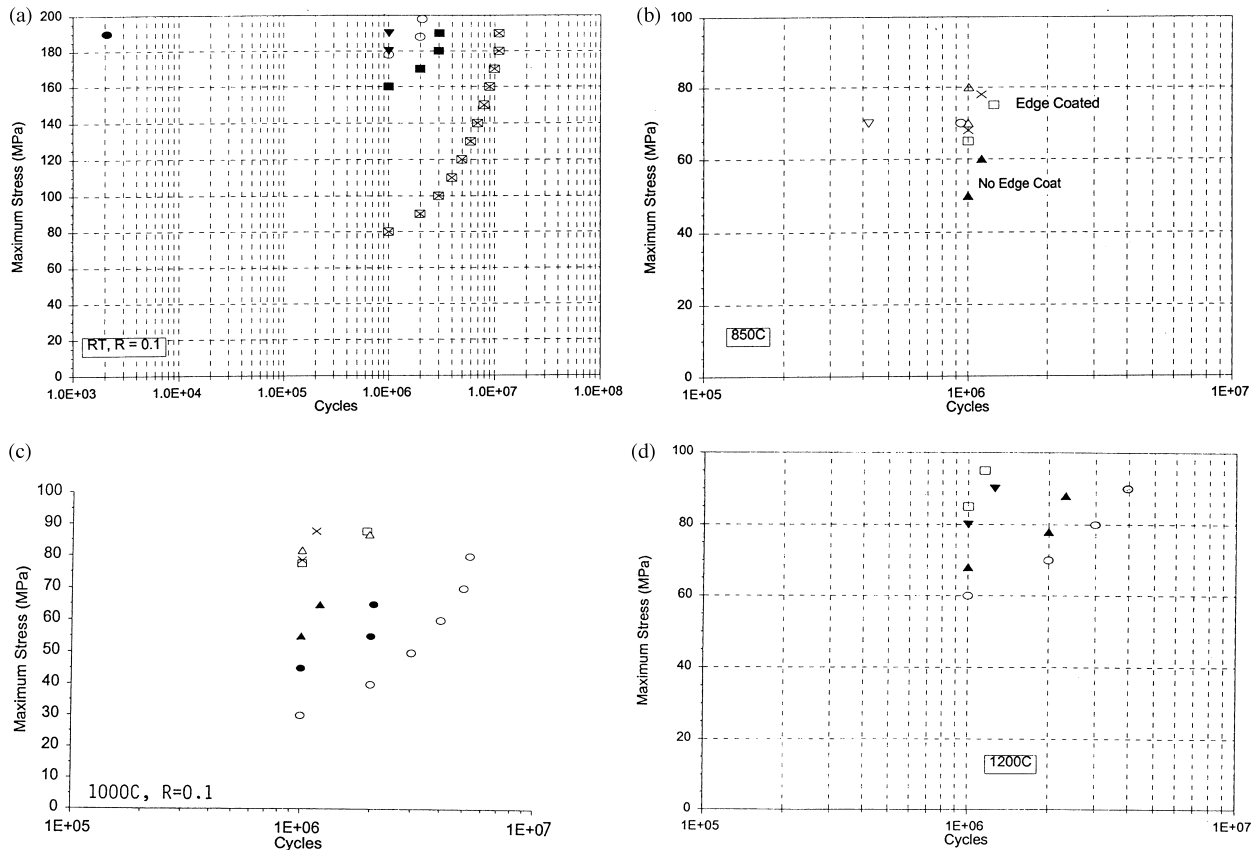 (a)
200
180
160
140
120
100
80
60
40
20
0
Maximum Stress (MPa)
RT, R = 0.1
1.0E+03 1.0E+04 1.0E+05 1.0E+06 1.0E+07 1.0E+08
Cycles
(b)
100
80
60
40
20
0
Maximum Stress (MPa)
Edge Coated
No Edge Coat
850C
1E+05 1E+06 1E+07
Cycles
(c)
100
90
80
70
60
50
40
30
20
10
0
Maximum Stress (MPa)
1000C, R=0.1
1E+05 1E+06 1E+07
Cycles
(d)
100
80
60
40
20
0
Maximum Stress (MPa)
1200C
1E+05 1E+06 1E+07
Cycles